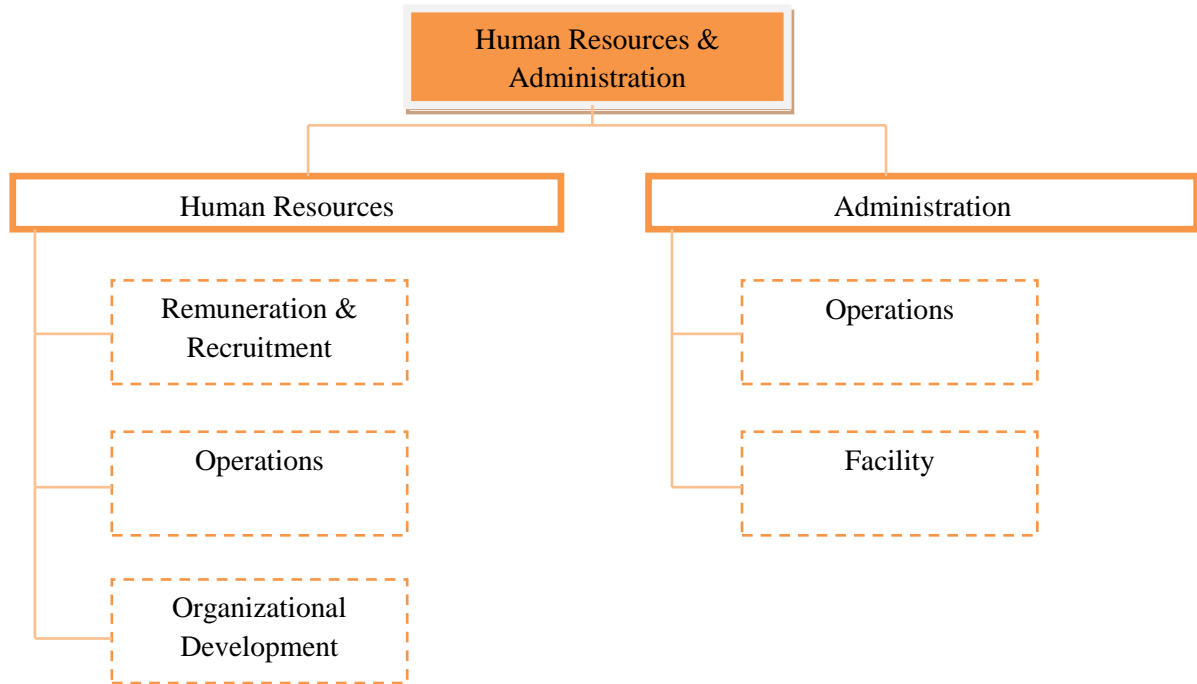 Human Resources &
Administration
Human Resources
Administration
Remuneration &
Recruitment
Operations
Operations
Facility
Organizational
Development